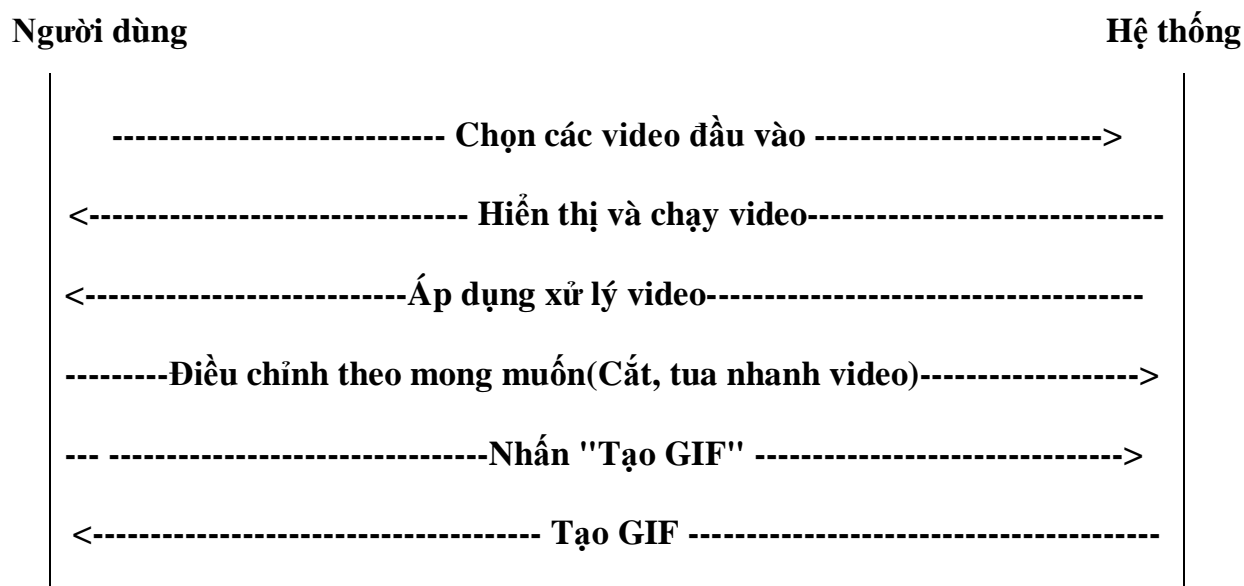 Người dùng Hệ thống
---------------------------- Chọn các video đầu vào ------------------------->
<-------------------------------- Hiển thị và chạy video-------------------------------
<----------------------------Áp dụng xử lý video--------------------------------------
---------Điều chỉnh theo mong muốn(Cắt, tua nhanh video)------------------->
--- ---------------------------------Nhấn "Tạo GIF" -------------------------------->
<--------------------------------------- Tạo GIF -----------------------------------------